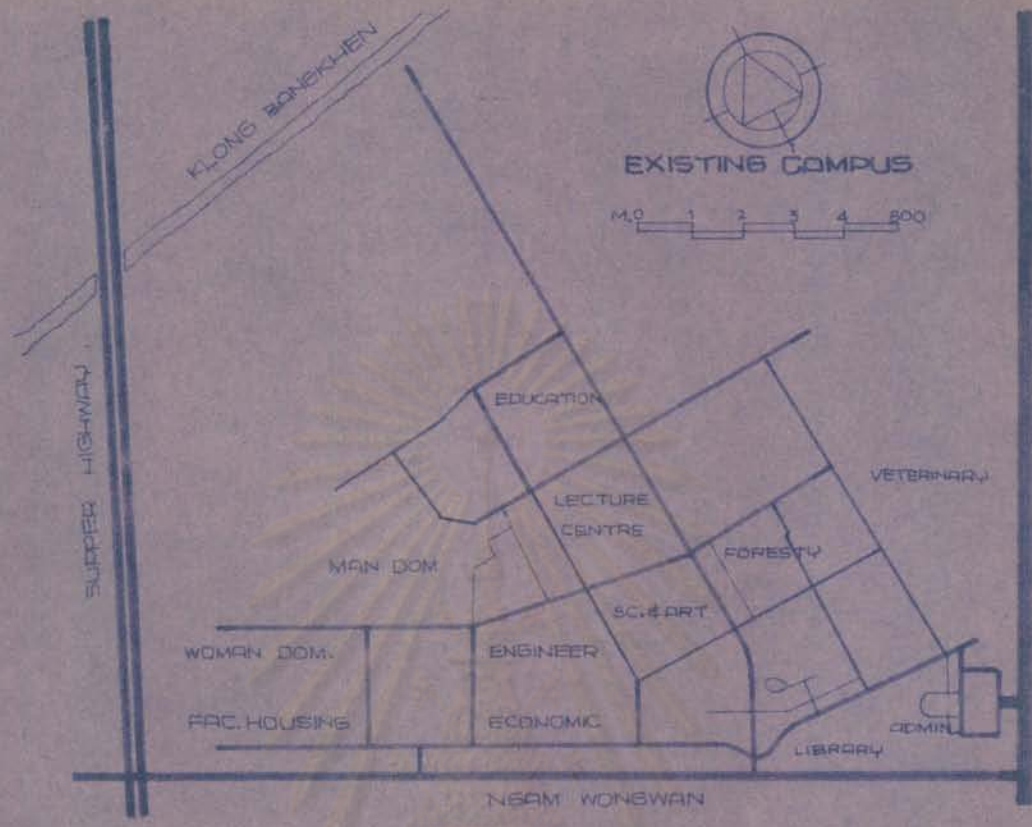 KLONG BANGKHEN
EXISTING CAMPUS
M.0 1 2 3 4 500
SUPPER HIGHWAY
EDUCATION
VETERINARY
LECTURE
CENTRE
FORESTY
MAN DOM
SC.&ART
WOMAN DOM.
ENGINEER
FAC. HOUSING
ECONOMIC
ADMIN
LIBRARY
NGAM WONGWAN